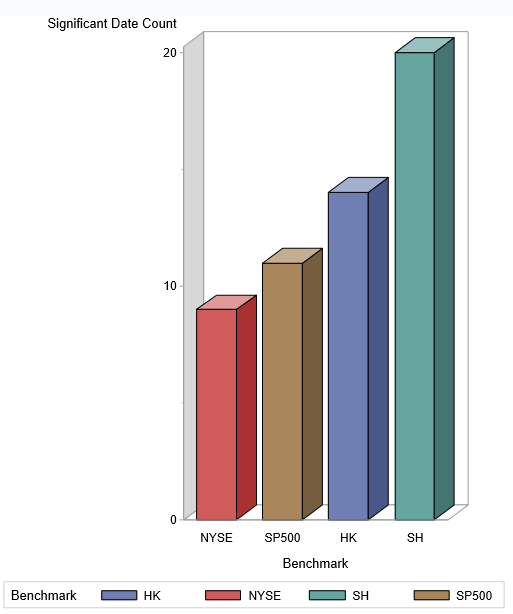 Significant Date Count
20
10
0
NYSE SP500 HK SH
Benchmark
Benchmark HK NYSE SH SP500